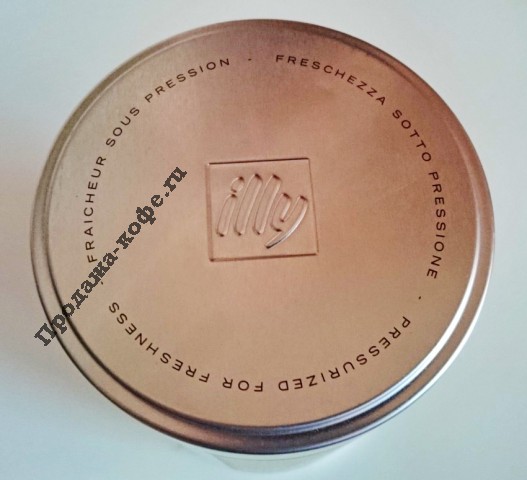 FRAICHEUR SOUS PRESSION · FRESCHEZZA SOTTO PRESSIONE · PRESSURIZED FOR FRESHNESS
illy
Продажа-кофе.ru